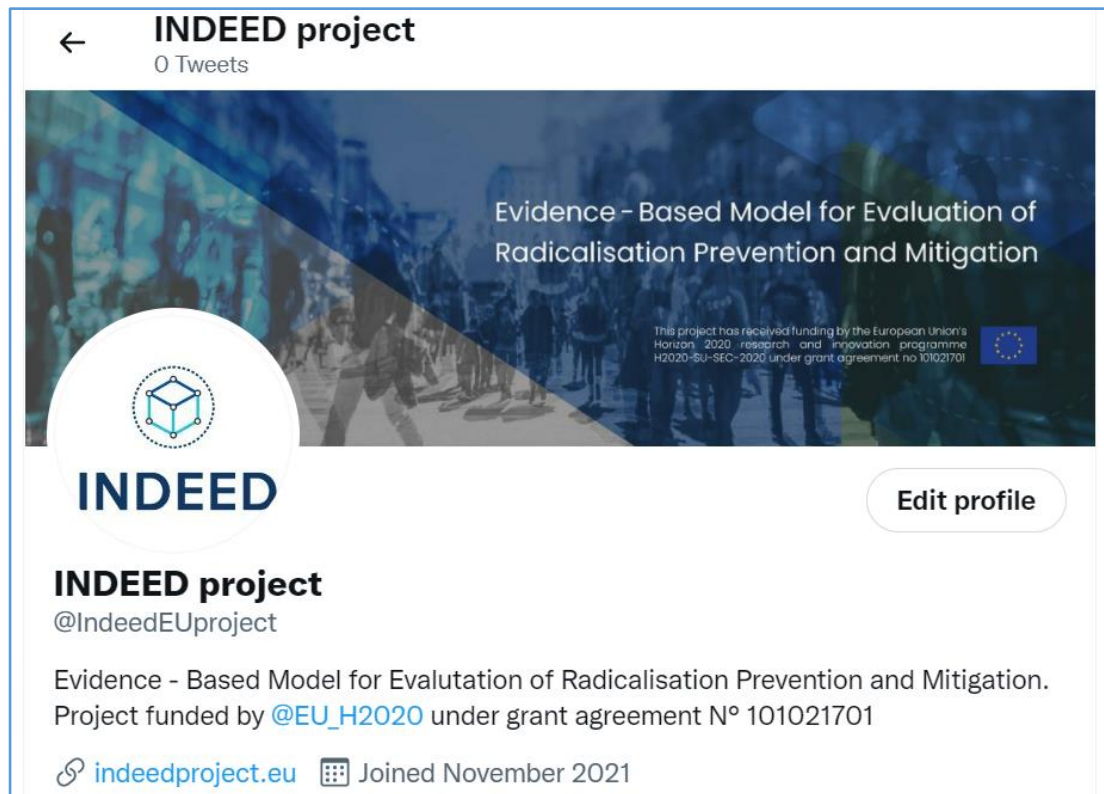 INDEED project
0 Tweets
Evidence - Based Model for Evaluation of
Radicalisation Prevention and Mitigation
This project has received funding by the European Union's
Horizon 2020 research and innovation programme
H2020-SU-SEC-2020 under grant agreement no 101021701
INDEED
Edit profile
INDEED project
@IndeedEUproject
Evidence - Based Model for Evalutation of Radicalisation Prevention and Mitigation.
Project funded by @EU_H2020 under grant agreement Nº 101021701
indeedproject.eu Joined November 2021